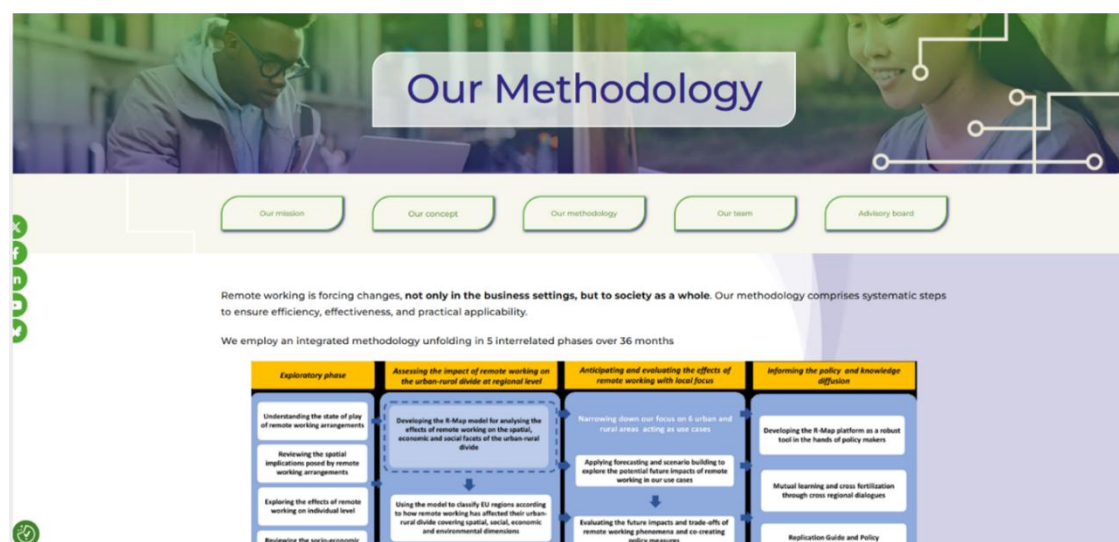 Our Methodology
Our mission
Our concept
Our methodology
Our team
Advisory board
Remote working is forcing changes, not only in the business settings, but to society as a whole. Our methodology comprises systematic steps
to ensure efficiency, effectiveness, and practical applicability.
We employ an integrated methodology unfolding in 5 interrelated phases over 36 months
Exploratory phase
Understanding the state of play
of remote working arrangements
Reviewing the spatial
implications posed by remote
working arrangements
Exploring the effects of remote
working on individual level
Reviewing the socio-economic
Assessing the impact of remote working on
the urban-rural divide at regional level
Developing the R-Map model for analysing the
effects of remote working on the spatial,
economic and social facets of the urban-rural
divide
Using the model to classify EU regions according
to how remote working has affected their urban-
rural divide covering spatial, social, economic
and environmental dimensions
Anticipating and evaluating the effects of
remote working with local focus
Narrowing down our focus on 6 urban and
rural areas acting as use cases
Applying forecasting and scenario building to
explore the potential future impacts of remote
working in our use cases
Evaluating the future impacts and trade-offs of
remote working phenomena and co-creating
policy measures
Informing the policy and knowledge
diffusion
Developing the R-Map platform as a robust
tool in the hands of policy makers
Mutual learning and cross fertilization
through cross regional dialogues
Replication Guide and Policy